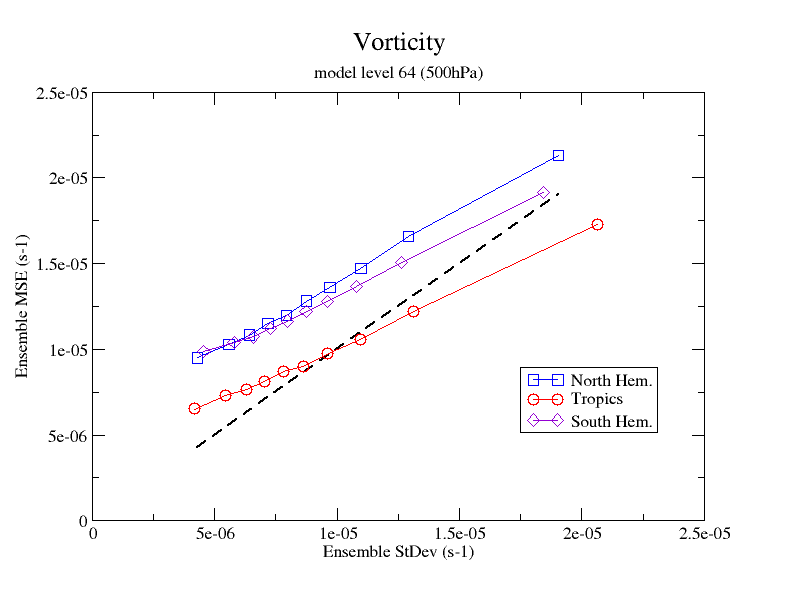 Vorticity
model level 64 (500hPa)
2.5e-05
2e-05
1.5e-05
1e-05
5e-06
0
Ensemble MSE (s-1)
North Hem.
Tropics
South Hem.
0 5e-06 1e-05 1.5e-05 2e-05 2.5e-05
Ensemble StDev (s-1)